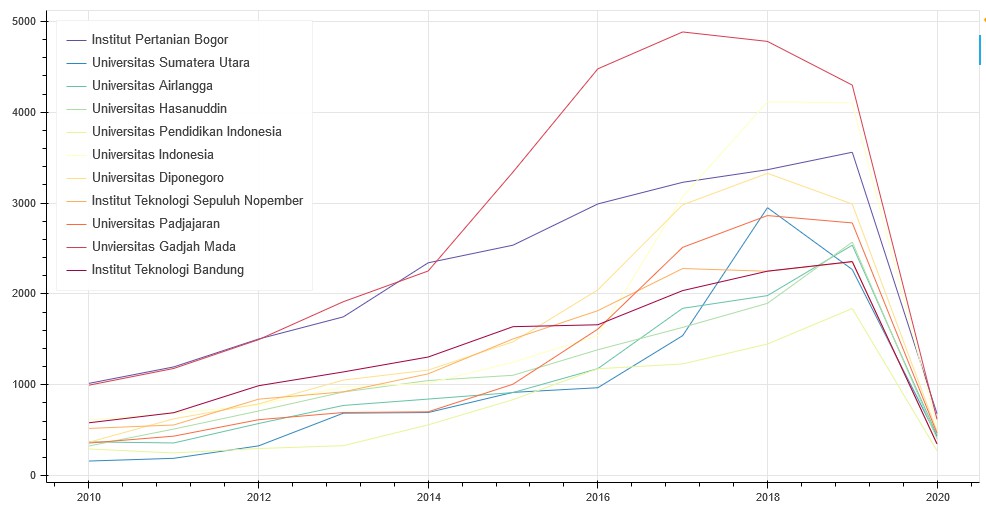 5000
4000
3000
2000
1000
0
Institut Pertanian Bogor
Universitas Sumatera Utara
Universitas Airlangga
Universitas Hasanuddin
Universitas Pendidikan Indonesia
Universitas Indonesia
Universitas Diponegoro
Institut Teknologi Sepuluh Nopember
Universitas Padjajaran
Unviersitas Gadjah Mada
Institut Teknologi Bandung
2010 2012 2014 2016 2018 2020